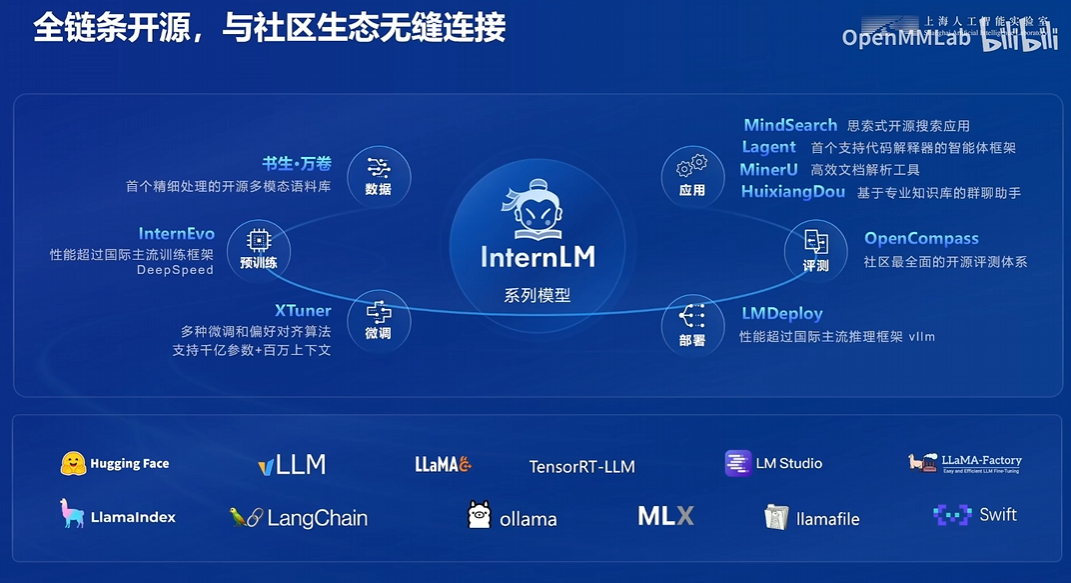 全链条开源，与社区生态无缝连接
OpenMMLab
上海人工智能实验室
bilibili
书生·万卷
首个精细处理的开源多模态语料库
数据
InternEvo
性能超过国际主流训练框架
DeepSpeed
预训练
XTuner
多种微调和偏好对齐算法
支持千亿参数+百万上下文
微调
InternLM
系列模型
应用
MindSearch 思索式开源搜索应用
Lagent 首个支持代码解释器的智能体框架
MinerU 高效文档解析工具
HuixiangDou 基于专业知识库的群聊助手
评测
OpenCompass
社区最全面的开源评测体系
部署
LMDeploy
性能超过国际主流推理框架 vllm
Hugging Face
vLLM
LLaMA C++
TensorRT-LLM
LM Studio
LLaMA-Factory
Easy and Efficient LLM Fine-Tuning
LlamaIndex
LangChain
ollama
MLX
llamafile
Swift